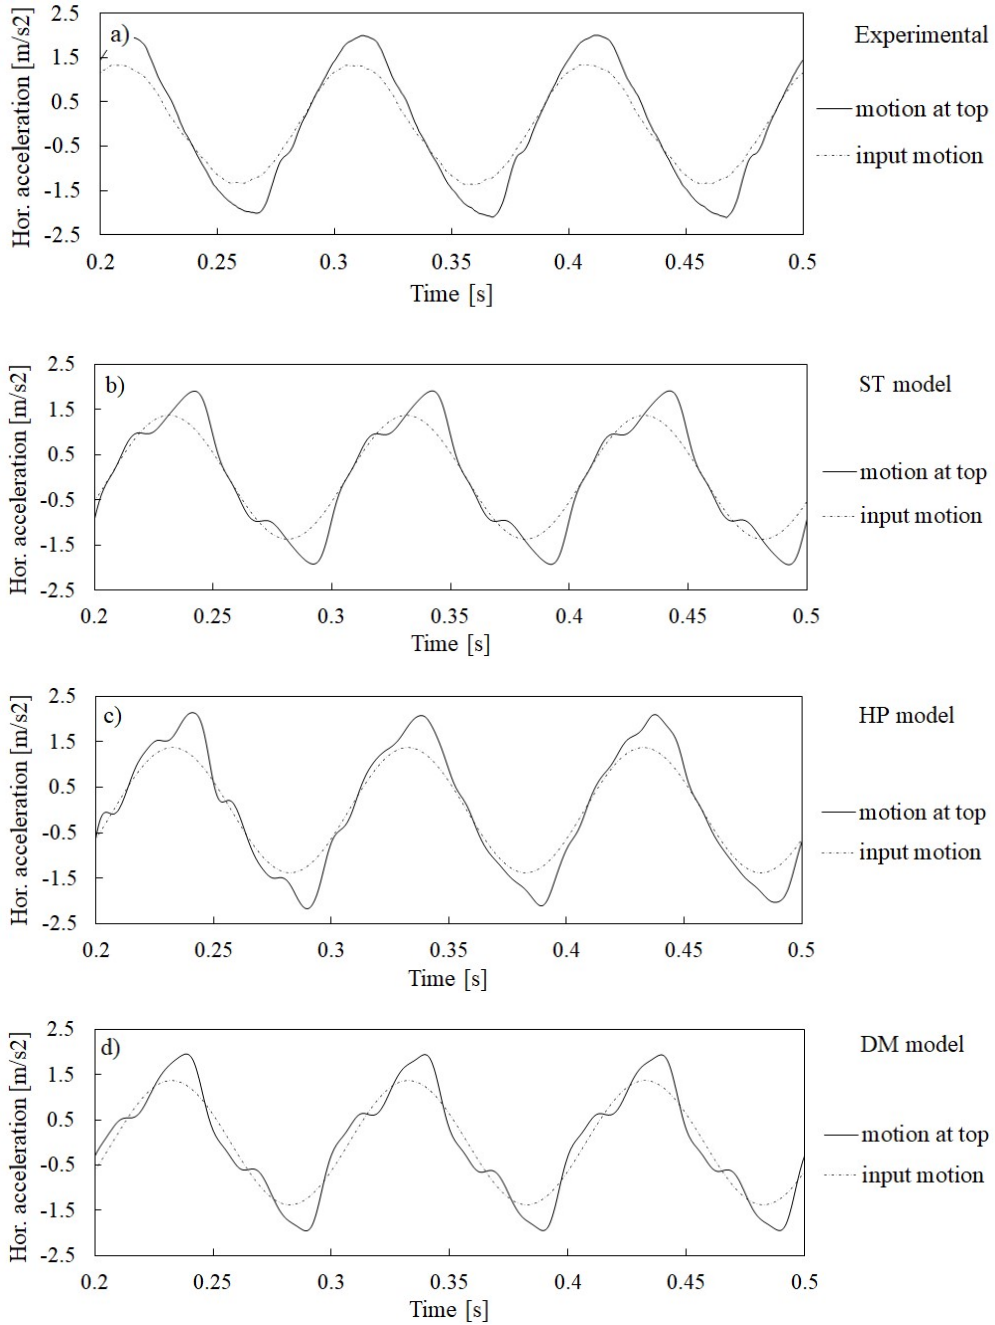 a)
Experimental
Hor. acceleration [m/s2]
2.5
1.5
0.5
-0.5
-1.5
-2.5
motion at top
input motion
0.2 0.25 0.3 0.35 0.4 0.45 0.5
Time [s]
b)
ST model
Hor. acceleration [m/s2]
2.5
1.5
0.5
-0.5
-1.5
-2.5
motion at top
input motion
0.2 0.25 0.3 0.35 0.4 0.45 0.5
Time [s]
c)
HP model
Hor. acceleration [m/s2]
2.5
1.5
0.5
-0.5
-1.5
-2.5
motion at top
input motion
0.2 0.25 0.3 0.35 0.4 0.45 0.5
Time [s]
d)
DM model
Hor. acceleration [m/s2]
2.5
1.5
0.5
-0.5
-1.5
-2.5
motion at top
input motion
0.2 0.25 0.3 0.35 0.4 0.45 0.5
Time [s]